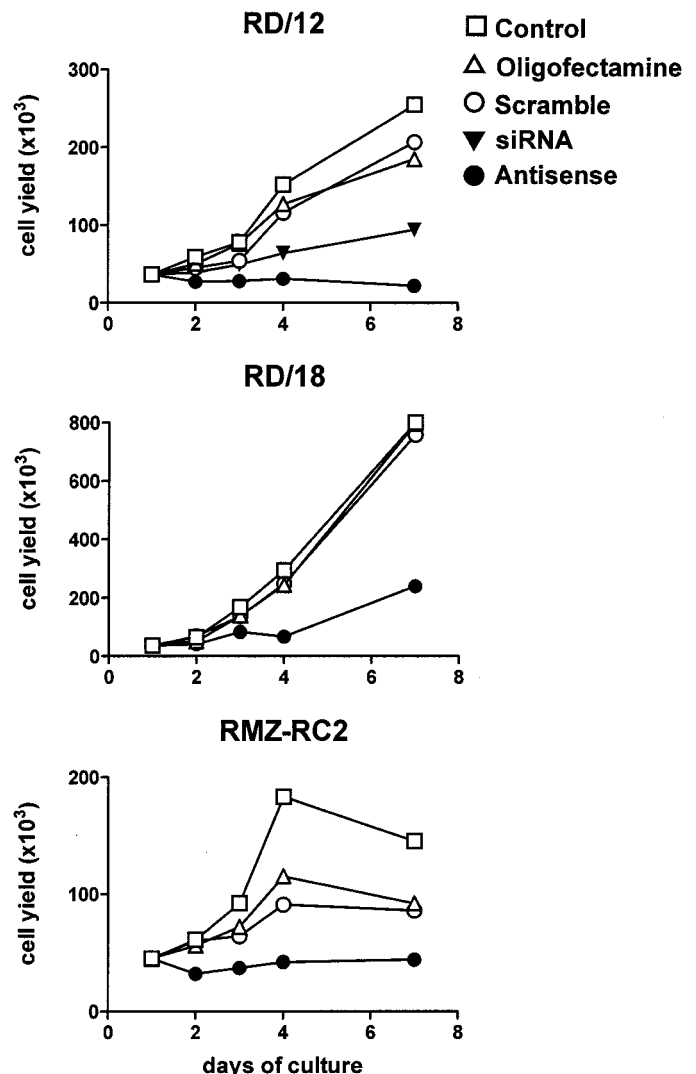 RD/12
Control
Oligofectamine
Scramble
siRNA
Antisense
cell yield (x10³)
300
200
100
0
0 2 4 6 8
RD/18
cell yield (x10³)
800
600
400
200
0
0 2 4 6 8
RMZ-RC2
cell yield (x10³)
200
100
0
0 2 4 6 8
days of culture